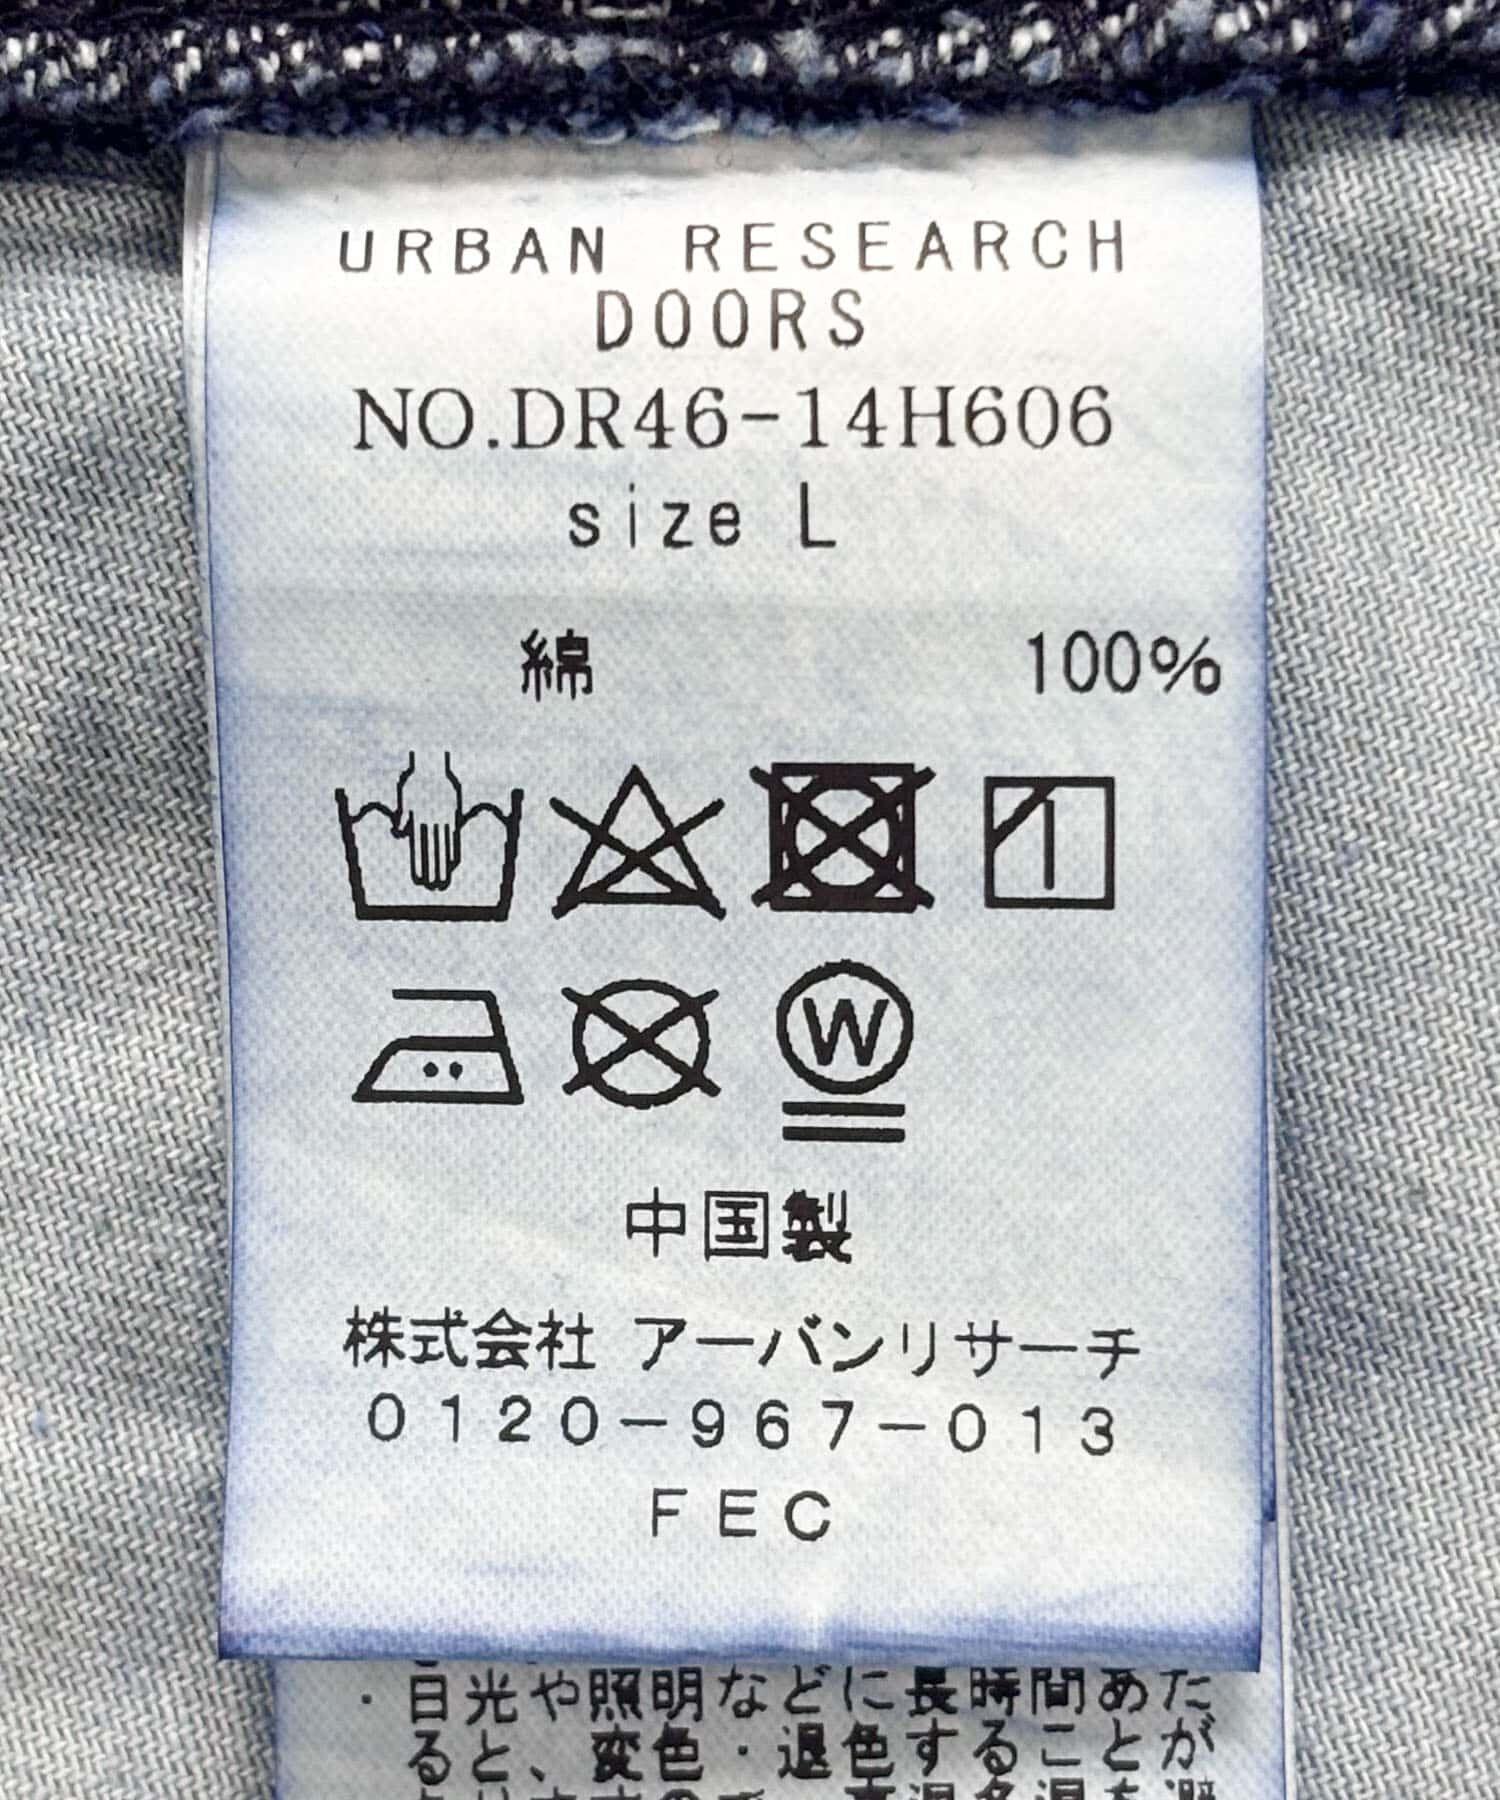 URBAN RESEARCH
DOORS
NO.DR46-14H606
size L
綿 100%
W
中国製
株式会社 アーバンリサーチ
0120-967-013
FEC
・日光や照明などに長時間あた
ると、変色・退色することが